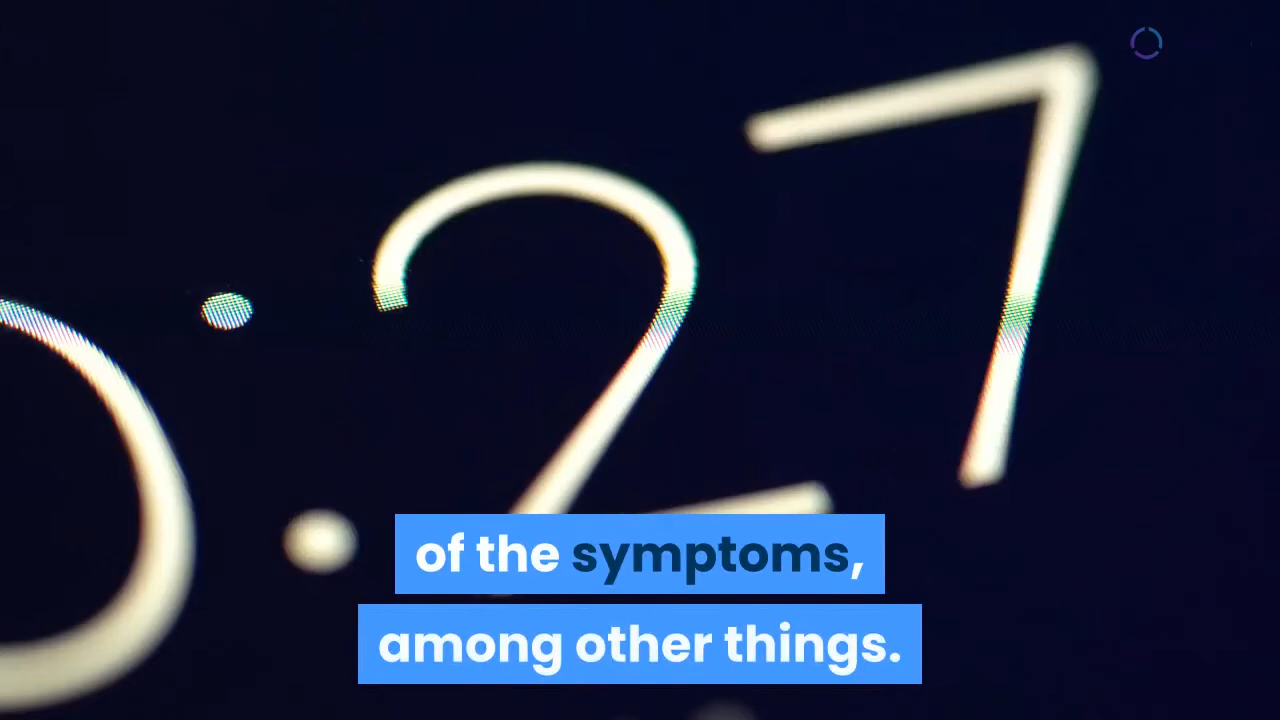 :27
of the symptoms,
among other things.